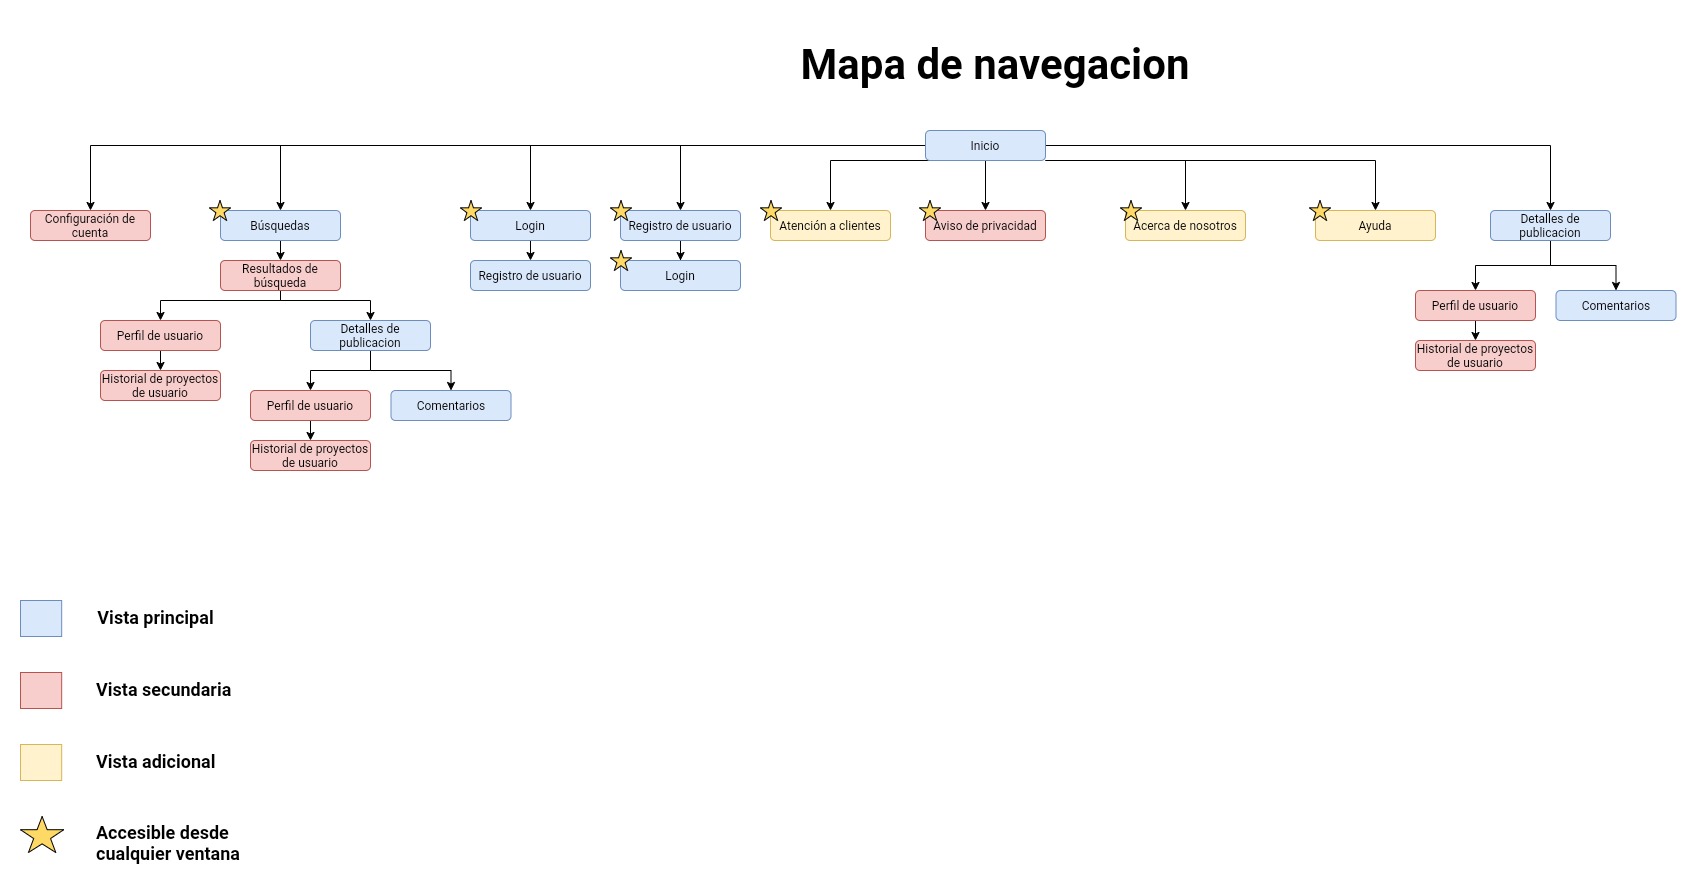 Mapa de navegacion
Inicio
Configuración de
cuenta
Búsquedas
Login
Registro de usuario
Atención a clientes
Aviso de privacidad
Acerca de nosotros
Ayuda
Detalles de
publicacion
Resultados de
búsqueda
Registro de usuario
Login
Perfil de usuario
Comentarios
Perfil de usuario
Detalles de
publicacion
Historial de proyectos
de usuario
Historial de proyectos
de usuario
Perfil de usuario
Comentarios
Historial de proyectos
de usuario
Vista principal
Vista secundaria
Vista adicional
Accesible desde
cualquier ventana